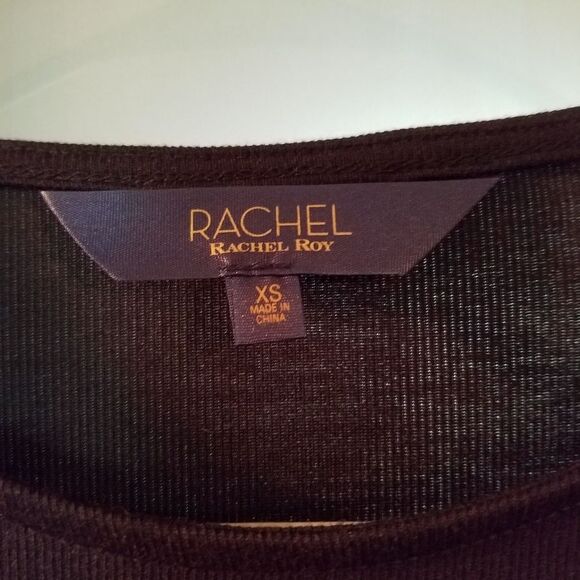 RACHEL
RACHEL ROY
XS
MADE IN
CHINA